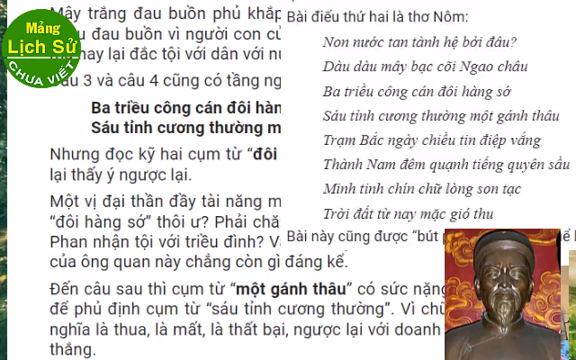 Mảng
Lịch Sử
CHƯA VIẾT
Mây trắng đau buồn phủ khắp
đau buồn vì người con
nay lại đắc tội với dân với
3 và câu 4 cũng có tầng
Ba triều công cán đôi
Sáu tỉnh cương thường
Nhưng đọc kỹ hai cụm từ “đôi
lại thấy ý ngược lại.
Một vị đại thần đầy tài năng
“đôi hàng sớ” thôi ư? Phải
Phan nhận tội với triều đình?
của ông quan này chẳng còn gì đáng kể.
Đến câu sau thì cụm từ “một gánh thâu” có sức nặng
để phủ định cụm từ “sáu tỉnh cương thường”. Vì
nghĩa là thua, là mất, là thất bại, ngược lại với doanh
thắng.
Bài điếu thứ hai là thơ Nôm:
Non nước tan tành hệ bởi đâu?
Dàu dàu mây bạc cõi Ngao châu
Ba triều công cán đôi hàng sớ
Sáu tỉnh cương thường một gánh thâu
Trạm Bắc ngày chiều tin điệp vắng
Thành Nam đêm quạnh tiếng quyên sầu
Minh tinh chín chữ lòng son tạc
Trời đất từ nay mặc gió thu
Bài này cũng được “bút